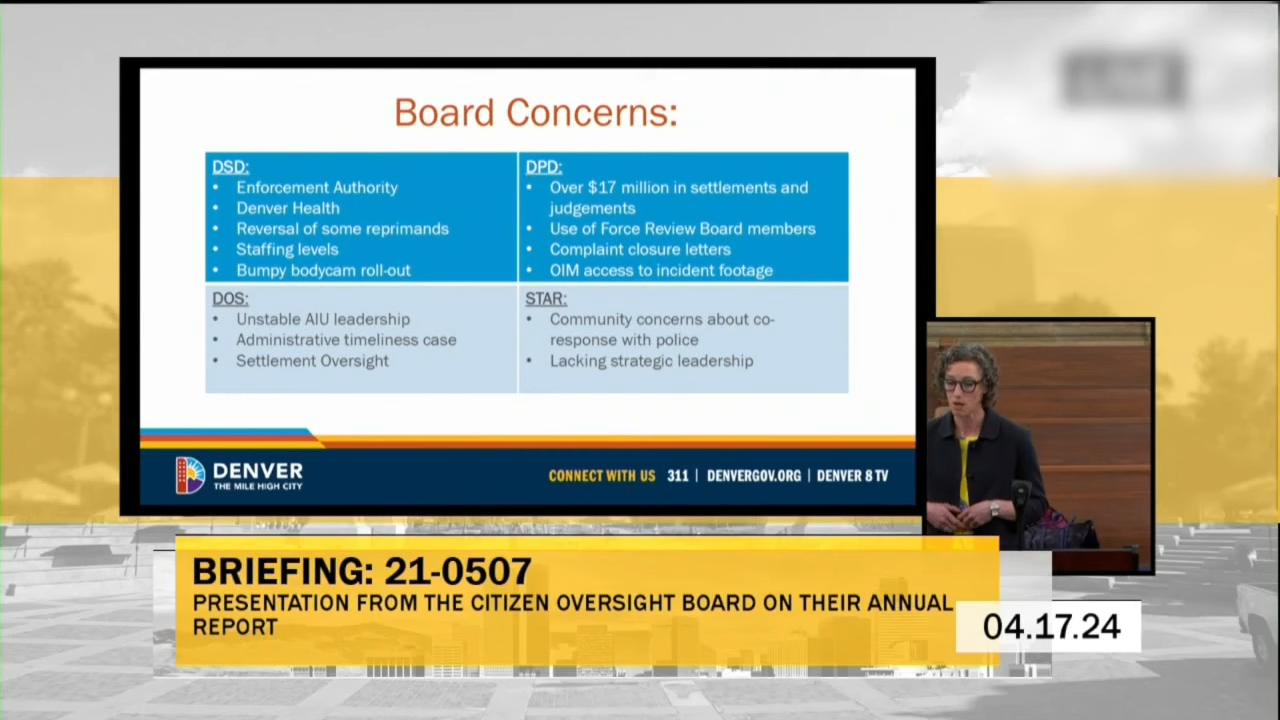 Board Concerns:
DSD:
• Enforcement Authority
• Denver Health
• Reversal of some reprimands
• Staffing levels
• Bumpy bodycam roll-out
DPD:
• Over $17 million in settlements and
judgements
• Use of Force Review Board members
• Complaint closure letters
• OIM access to incident footage
DOS:
• Unstable AIU leadership
• Administrative timeliness case
• Settlement Oversight
STAR:
• Community concerns about co-
response with police
• Lacking strategic leadership
DENVER
THE MILE HIGH CITY
CONNECT WITH US 311 | DENVERGOV.ORG | DENVER 8 TV
BRIEFING: 21-0507
PRESENTATION FROM THE CITIZEN OVERSIGHT BOARD ON THEIR ANNUAL
REPORT
04.17.24